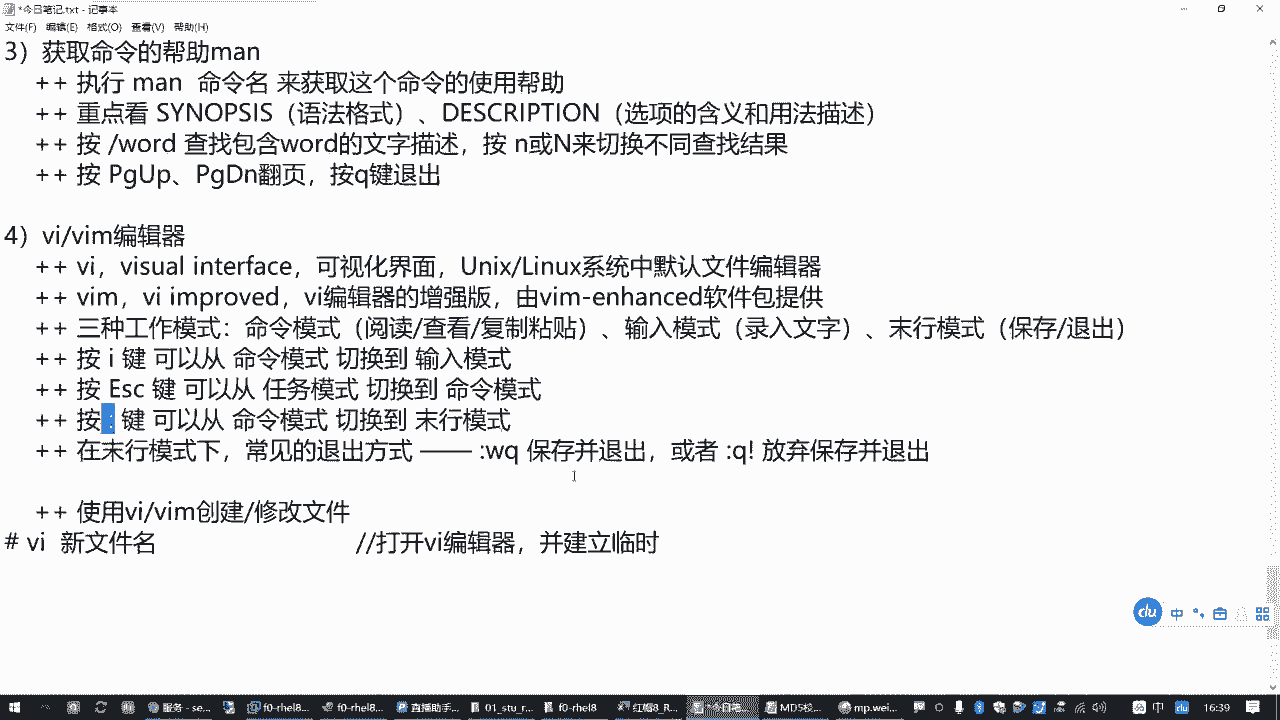 *今日笔记.txt - 记事本
文件(F) 编辑(E) 格式(O) 查看(V) 帮助(H)
3）获取命令的帮助man
++ 执行 man 命令名 来获取这个命令的使用帮助
++ 重点看 SYNOPSIS（语法格式）、DESCRIPTION（选项的含义和用法描述）
++ 按 /word 查找包含word的文字描述，按 n或N来切换不同查找结果
++ 按 PgUp、PgDn翻页，按q键退出
4）vi/vim编辑器
++ vi，visual interface，可视化界面，Unix/Linux系统中默认文件编辑器
++ vim，vi improved，vi编辑器的增强版，由vim-enhanced软件包提供
++ 三种工作模式：命令模式（阅读/查看/复制粘贴）、输入模式（录入文字）、末行模式（保存/退出）
++ 按 i 键 可以从 命令模式 切换到 输入模式
++ 按 Esc 键 可以从 任务模式 切换到 命令模式
++ 按 : 键 可以从 命令模式 切换到 末行模式
++ 在末行模式下，常见的退出方式 —— :wq 保存并退出，或者 :q! 放弃保存并退出
++ 使用vi/vim创建/修改文件
# vi 新文件名 //打开vi编辑器，并建立临时
du 中
服务 - se... f0-rhel8... f0-rhel8... 直播助手... 01_stu_r... f0-rhel8 红帽8_R... *今日笔... MD5校... mp.wei... 中 du 16:39